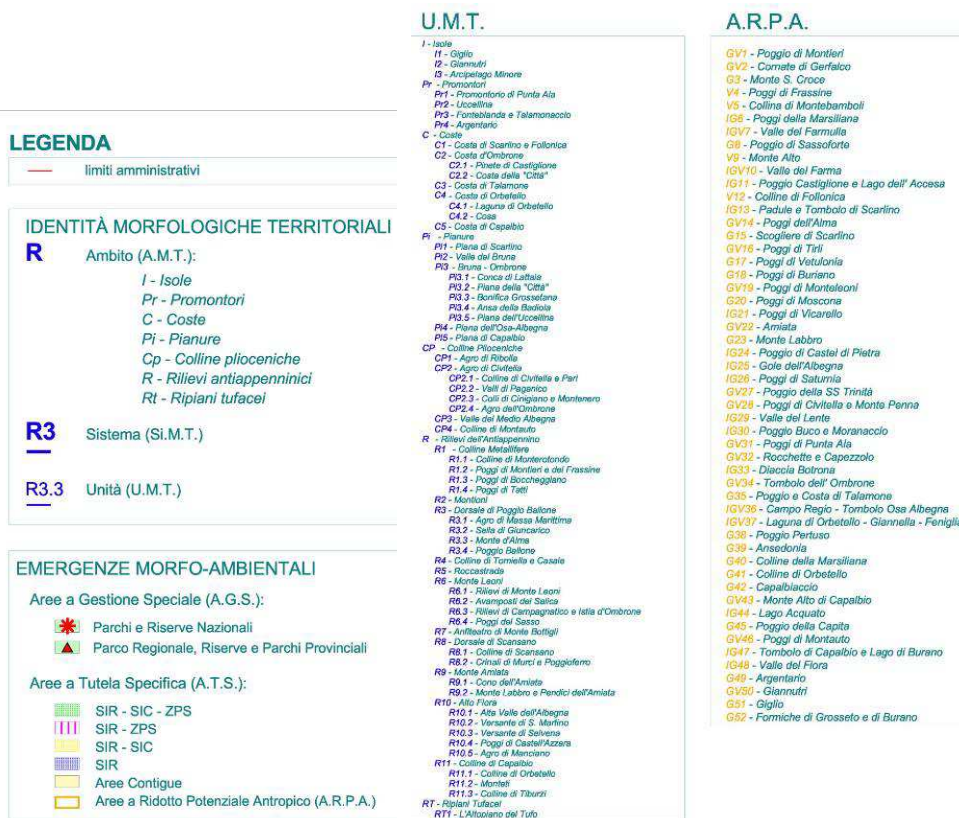 LEGENDA
limiti amministrativi
IDENTITÀ MORFOLOGICHE TERRITORIALI
R Ambito (A.M.T.):
I - Isole
Pr - Promontori
C - Coste
Pi - Pianure
Cp - Colline plioceniche
R - Rilievi antiappenninici
Rt - Ripiani tufacei
R3 Sistema (Si.M.T.)
R3.3 Unità (U.M.T.)
EMERGENZE MORFO-AMBIENTALI
Aree a Gestione Speciale (A.G.S.):
Parchi e Riserve Nazionali
Parco Regionale, Riserve e Parchi Provinciali
Aree a Tutela Specifica (A.T.S.):
SIR - SIC - ZPS
SIR - ZPS
SIR - SIC
SIR
Aree Contigue
Aree a Ridotto Potenziale Antropico (A.R.P.A.)
U.M.T.
I - Isole
I1 - Giglio
I2 - Giannutri
I3 - Arcipelago Minore
Pr - Promontori
Pr1 - Promontorio di Punta Ala
Pr2 - Uccellina
Pr3 - Fonteblanda e Talamonaccio
Pr4 - Argentario
C - Coste
C1 - Costa di Scarlino e Follonica
C2 - Costa d'Ombrone
C2.1 - Pinete di Castiglione
C2.2 - Costa della "Città"
C3 - Costa di Talamone
C4 - Costa di Orbetello
C4.1 - Laguna di Orbetello
C4.2 - Cosa
C5 - Costa di Capalbio
Pi - Pianure
Pi1 - Piana di Scarlino
Pi2 - Valle del Bruna
Pi3 - Bruna - Ombrone
Pi3.1 - Conca di Lattaia
Pi3.2 - Piana della "Città"
Pi3.3 - Bonifica Grossetana
Pi3.4 - Ansa della Badiola
Pi3.5 - Piana dell'Uccellina
Pi4 - Piana dell'Osa-Albegna
Pi5 - Piana di Capalbio
CP - Colline Plioceniche
CP1 - Agro di Ribolla
CP2 - Agro di Civitella
CP2.1 - Colline di Civitella e Pari
CP2.2 - Valli di Paganico
CP2.3 - Colli di Cinigiano e Montenero
CP2.4 - Agro dell'Ombrone
CP3 - Valle del Medio Albegna
CP4 - Colline di Montauto
R - Rilievi dell'Antiappennino
R1 - Colline Metallifere
R1.1 - Colline di Monterotondo
R1.2 - Poggi di Montieri e del Frassine
R1.3 - Poggi di Boccheggiano
R1.4 - Poggi di Tatti
R2 - Montioni
R3 - Dorsale di Poggio Ballone
R3.1 - Agro di Massa Marittima
R3.2 - Sella di Giuncarico
R3.3 - Monte d'Alma
R3.4 - Poggio Ballone
R4 - Colline di Torniella e Casale
R5 - Roccastrada
R6 - Monte Leoni
R6.1 - Rilievi di Monte Leoni
R6.2 - Avamposti del Salica
R6.3 - Rilievi di Campagnatico e Istia d'Ombrone
R6.4 - Poggi del Sasso
R7 - Anfiteatro di Monte Bottigli
R8 - Dorsale di Scansano
R8.1 - Colline di Scansano
R8.2 - Crinali di Murci e Poggioferro
R9 - Monte Amiata
R9.1 - Cono dell'Amiata
R9.2 - Monte Labbro e Pendici dell'Amiata
R10 - Alto Fiora
R10.1 - Alta Valle dell'Albegna
R10.2 - Versante di S. Martino
R10.3 - Versante di Selvena
R10.4 - Poggi di Castell'Azzara
R10.5 - Agro di Manciano
R11 - Colline di Capalbio
R11.1 - Colline di Orbetello
R11.2 - Monteti
R11.3 - Colline di Tiburzi
RT - Ripiani Tufacei
RT1 - L'Altopiano del Tufo
A.R.P.A.
GV1 - Poggio di Montieri
GV2 - Cornate di Gerfalco
G3 - Monte S. Croce
V4 - Poggi di Frassine
V5 - Collina di Montebamboli
IG6 - Poggi della Marsiliana
IGV7 - Valle del Farmulla
G8 - Poggio di Sassoforte
V9 - Monte Alto
IGV10 - Valle del Farma
IG11 - Poggio Castiglione e Lago dell' Accesa
V12 - Colline di Follonica
IG13 - Padule e Tombolo di Scarlino
GV14 - Poggi dell'Alma
G15 - Scogliere di Scarlino
GV16 - Poggi di Tirli
G17 - Poggi di Vetulonia
G18 - Poggi di Buriano
GV19 - Poggi di Monteleoni
G20 - Poggi di Moscona
IG21 - Poggi di Vicarello
GV22 - Amiata
G23 - Monte Labbro
IG24 - Poggio di Castel di Pietra
IG25 - Gole dell'Albegna
IG26 - Poggi di Saturnia
GV27 - Poggio della SS Trinità
GV28 - Poggi di Civitella e Monte Penna
IG29 - Valle del Lente
IG30 - Poggio Buco e Moranaccio
GV31 - Poggi di Punta Ala
GV32 - Rocchette e Capezzolo
IG33 - Diaccia Botrona
GV34 - Tombolo dell' Ombrone
G35 - Poggio e Costa di Talamone
IGV36 - Campo Regio - Tombolo Osa Albegna
IGV37 - Laguna di Orbetello - Giannella - Feniglia
G38 - Poggio Pertuso
G39 - Ansedonia
G40 - Colline della Marsiliana
G41 - Colline di Orbetello
G42 - Capalbiaccio
GV43 - Monte Alto di Capalbio
IG44 - Lago Acquato
G45 - Poggio della Capita
GV46 - Poggi di Montauto
IG47 - Tombolo di Capalbio e Lago di Burano
IG48 - Valle del Fiora
G49 - Argentario
GV50 - Giannutri
G51 - Giglio
G52 - Formiche di Grosseto e di Burano